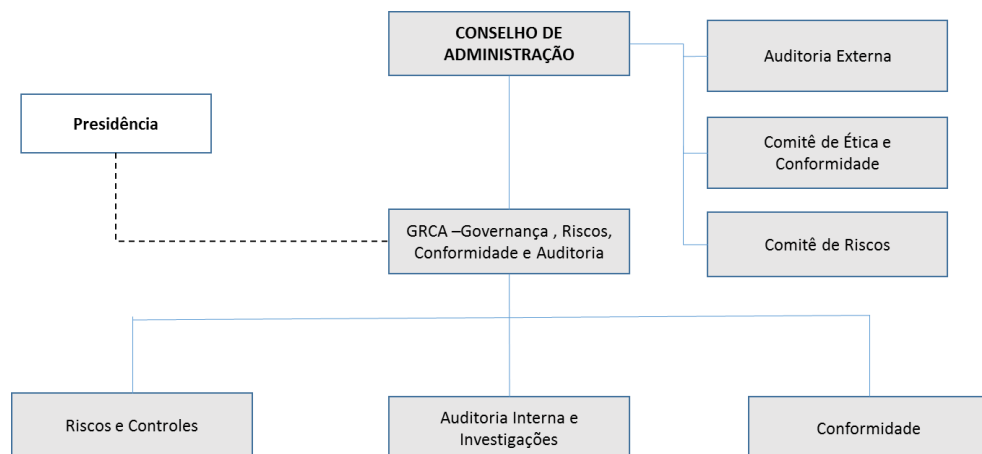 CONSELHO DE
ADMINISTRAÇÃO
Auditoria Externa
Presidência
Comitê de Ética e
Conformidade
GRCA –Governança , Riscos,
Conformidade e Auditoria
Comitê de Riscos
Riscos e Controles
Auditoria Interna e
Investigações
Conformidade